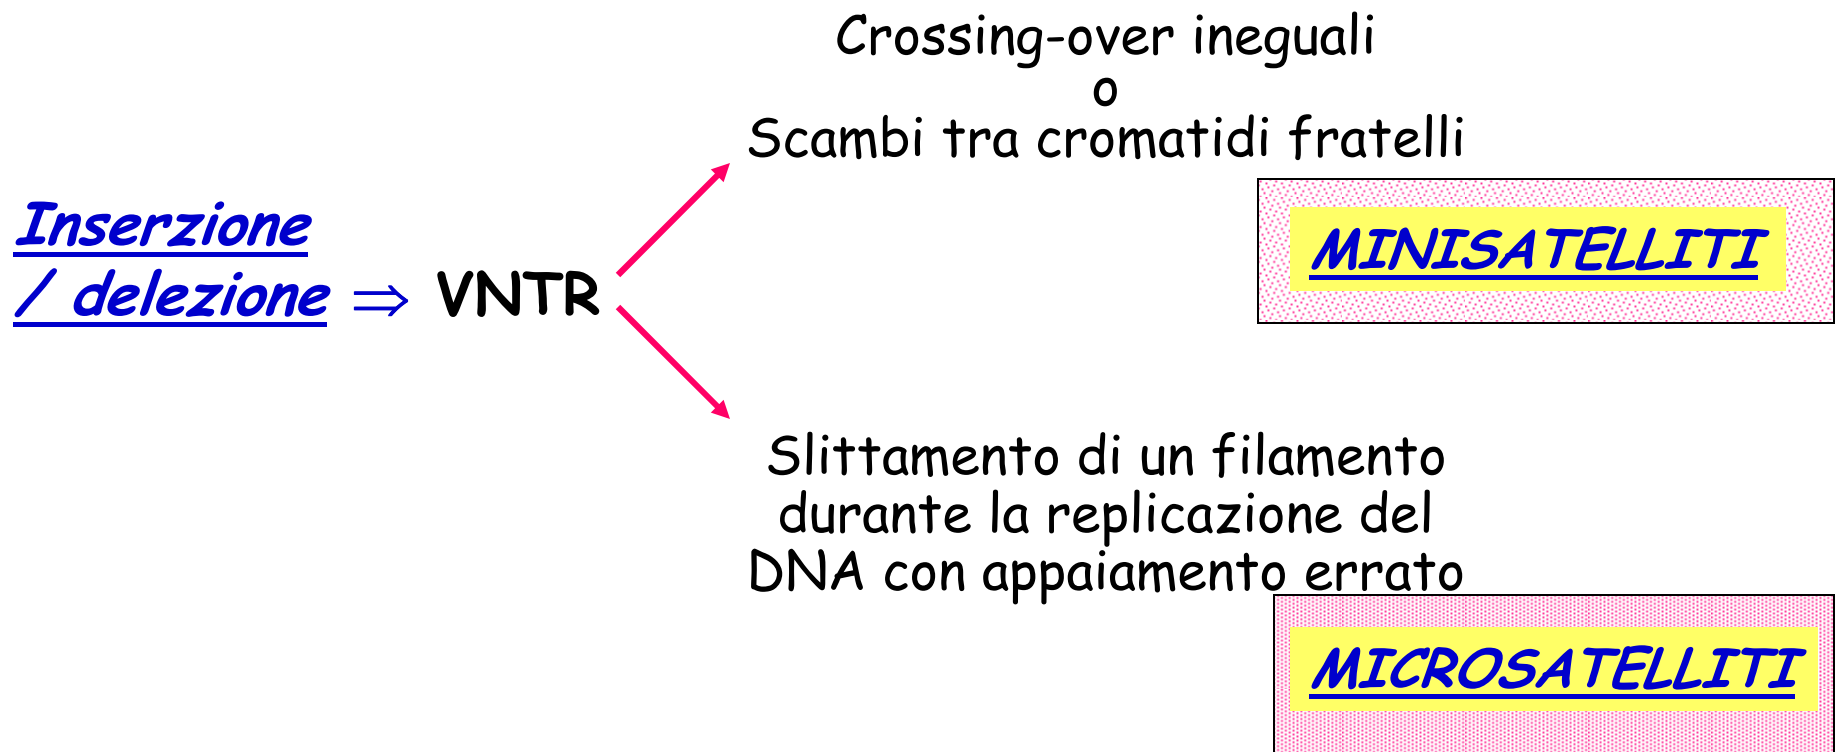 Crossing-over ineguali
o
Scambi tra cromatidi fratelli
Inserzione
/ delezione ⇒ VNTR
MINISATELLITI
Slittamento di un filamento
durante la replicazione del
DNA con appaiamento errato
MICROSATELLITI